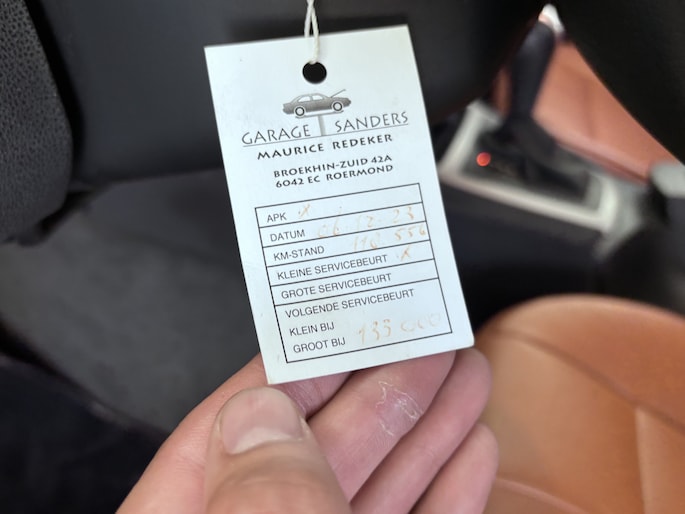 GARAGE SANDERS
MAURICE REDEKER
BROEKHIN-ZUID 42A
6042 EC ROERMOND
APK X
DATUM 06.12.23
KM-STAND 118.556
KLEINE SERVICEBEURT X
GROTE SERVICEBEURT
VOLGENDE SERVICEBEURT
KLEIN BIJ
GROOT BIJ 133 000